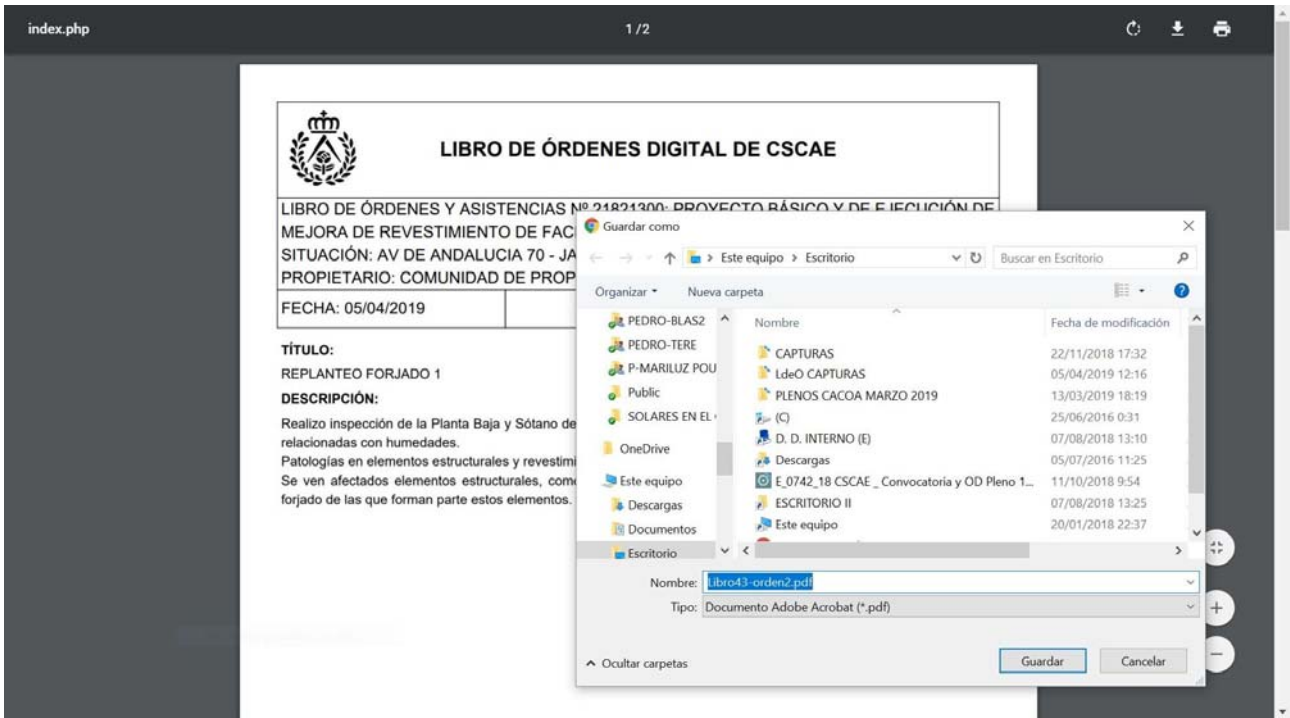 index.php
1 / 2
LIBRO DE ÓRDENES DIGITAL DE CSCAE
LIBRO DE ÓRDENES Y ASISTENCIAS Nº 21821300: PROYECTO BÁSICO Y DE EJECUCIÓN DE
MEJORA DE REVESTIMIENTO DE FAC
SITUACIÓN: AV DE ANDALUCIA 70 - JA
PROPIETARIO: COMUNIDAD DE PROP
FECHA: 05/04/2019
TÍTULO:
REPLANTEO FORJADO 1
DESCRIPCIÓN:
Realizo inspección de la Planta Baja y Sótano de
relacionadas con humedades.
Patologías en elementos estructurales y revestimi
Se ven afectados elementos estructurales, com
forjado de las que forman parte estos elementos.
Guardar como
Este equipo > Escritorio
Buscar en Escritorio
Organizar
Nueva carpeta
PEDRO-BLAS2
PEDRO-TERE
P-MARILUZ POU
Public
SOLARES EN EL
OneDrive
Este equipo
Descargas
Documentos
Escritorio
Nombre Fecha de modificación
CAPTURAS 22/11/2018 17:32
LdeO CAPTURAS 05/04/2019 12:16
PLENOS CACOA MARZO 2019 13/03/2019 18:19
(C) 25/06/2016 0:31
D. D. INTERNO (E) 07/08/2018 13:10
Descargas 05/07/2016 11:25
E_0742_18 CSCAE _ Convocatoria y OD Pleno 1... 11/10/2018 9:54
ESCRITORIO II 07/08/2018 13:25
Este equipo 20/01/2018 22:37
Nombre: Libro43-orden2.pdf
Tipo: Documento Adobe Acrobat (*.pdf)
Ocultar carpetas
Guardar
Cancelar